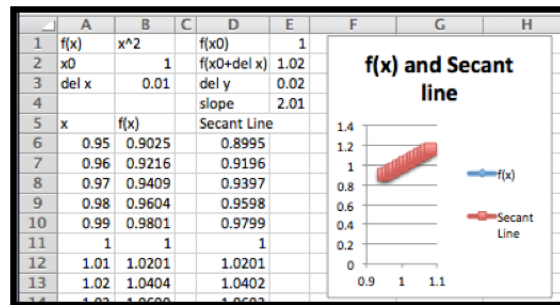 A B C D E F G H
1 f(x) x^2 f(x0) 1
2 x0 1 f(x0+del x) 1.02
3 del x 0.01 del y 0.02
4 slope 2.01
5 x f(x) Secant Line
6 0.95 0.9025 0.8995
7 0.96 0.9216 0.9196
8 0.97 0.9409 0.9397
9 0.98 0.9604 0.9598
10 0.99 0.9801 0.9799
11 1 1 1
12 1.01 1.0201 1.0201
13 1.02 1.0404 1.0402
f(x) and Secant
line
1.4
1.2
1
0.8
0.6
0.4
0.2
0
0.9 1 1.1
f(x)
Secant
Line